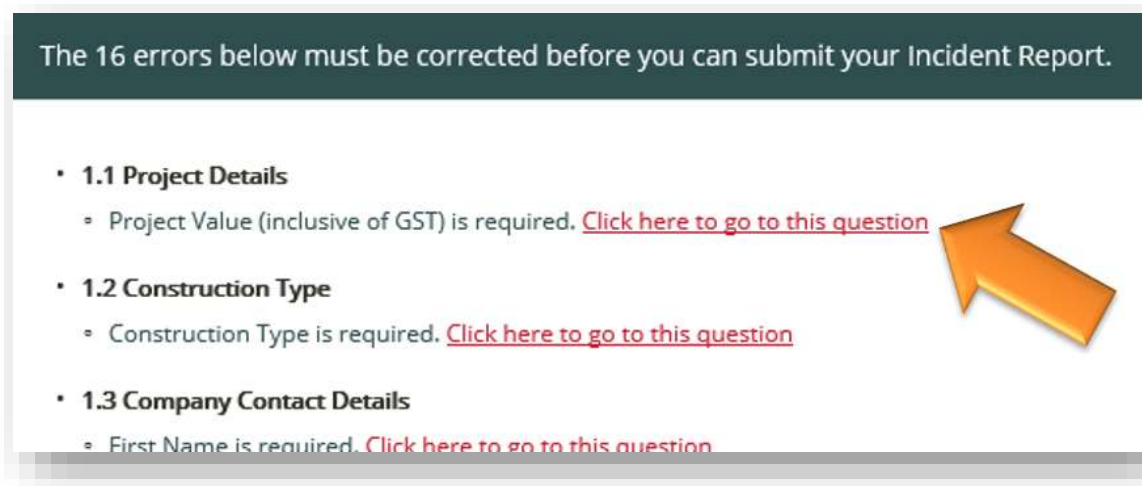 The 16 errors below must be corrected before you can submit your Incident Report.
• 1.1 Project Details
▫ Project Value (inclusive of GST) is required. Click here to go to this question
• 1.2 Construction Type
▫ Construction Type is required. Click here to go to this question
• 1.3 Company Contact Details
▫ First Name is required. Click here to go to this question